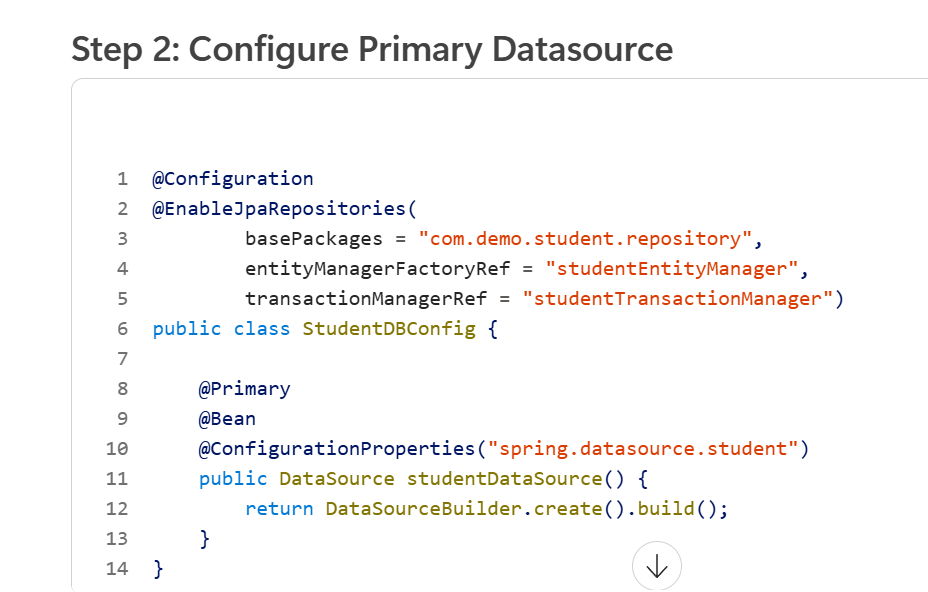 Step 2: Configure Primary Datasource
1 @Configuration
2 @EnableJpaRepositories(
3         basePackages = "com.demo.student.repository",
4         entityManagerFactoryRef = "studentEntityManager",
5         transactionManagerRef = "studentTransactionManager")
6 public class StudentDBConfig {
7
8     @Primary
9     @Bean
10     @ConfigurationProperties("spring.datasource.student")
11     public DataSource studentDataSource() {
12         return DataSourceBuilder.create().build();
13     }
14 }